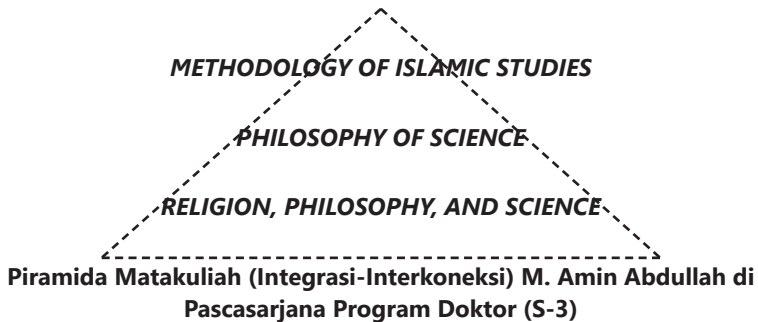 METHODOLOGY OF ISLAMIC STUDIES
PHILOSOPHY OF SCIENCE
RELIGION, PHILOSOPHY, AND SCIENCE
Piramida Matakuliah (Integrasi-Interkoneksi) M. Amin Abdullah di
Pascasarjana Program Doktor (S-3)